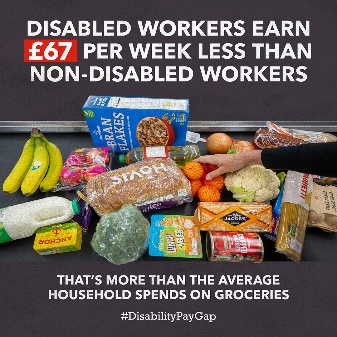 DISABLED WORKERS EARN
£67 PER WEEK LESS THAN
NON-DISABLED WORKERS
BRAN
FLAKES
HOVIS
ANCHOR
JACOB'S
THAT'S MORE THAN THE AVERAGE
HOUSEHOLD SPENDS ON GROCERIES
#DisabilityPayGap